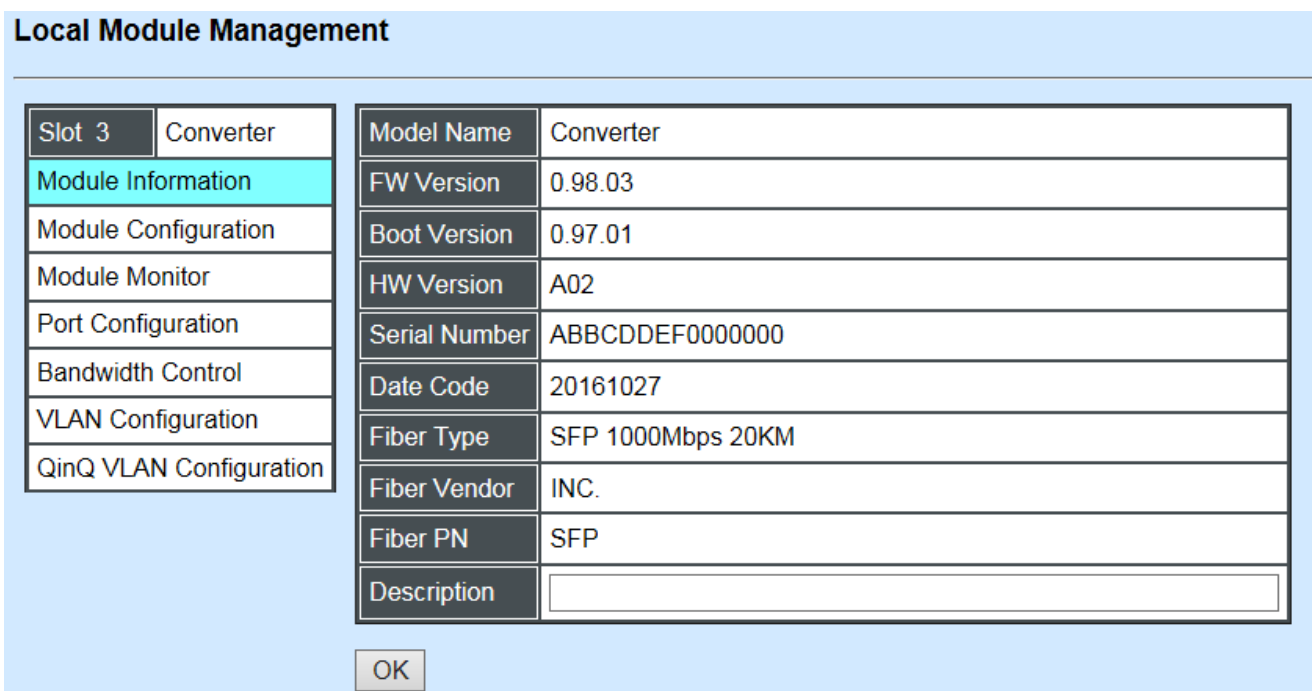 Local Module Management
Slot 3 Converter
Module Information
Module Configuration
Module Monitor
Port Configuration
Bandwidth Control
VLAN Configuration
QinQ VLAN Configuration
Model Name Converter
FW Version 0.98.03
Boot Version 0.97.01
HW Version A02
Serial Number ABBCDDEF0000000
Date Code 20161027
Fiber Type SFP 1000Mbps 20KM
Fiber Vendor INC.
Fiber PN SFP
Description
OK